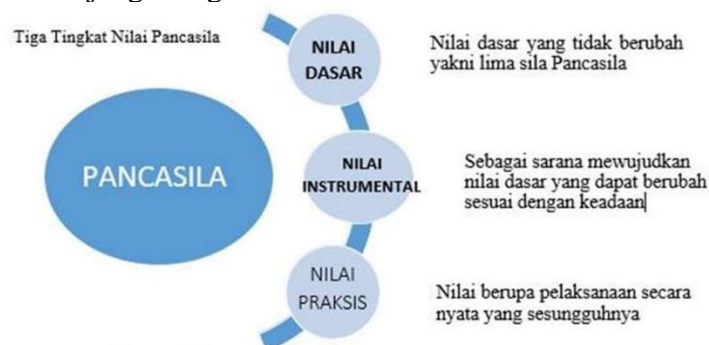 Tiga Tingkat Nilai Pancasila
PANCASILA
NILAI
DASAR
Nilai dasar yang tidak berubah
yakni lima sila Pancasila
NILAI
INSTRUMENTAL
Sebagai sarana mewujudkan
nilai dasar yang dapat berubah
sesuai dengan keadaan
NILAI
PRAKSIS
Nilai berupa pelaksanaan secara
nyata yang sesungguhnya